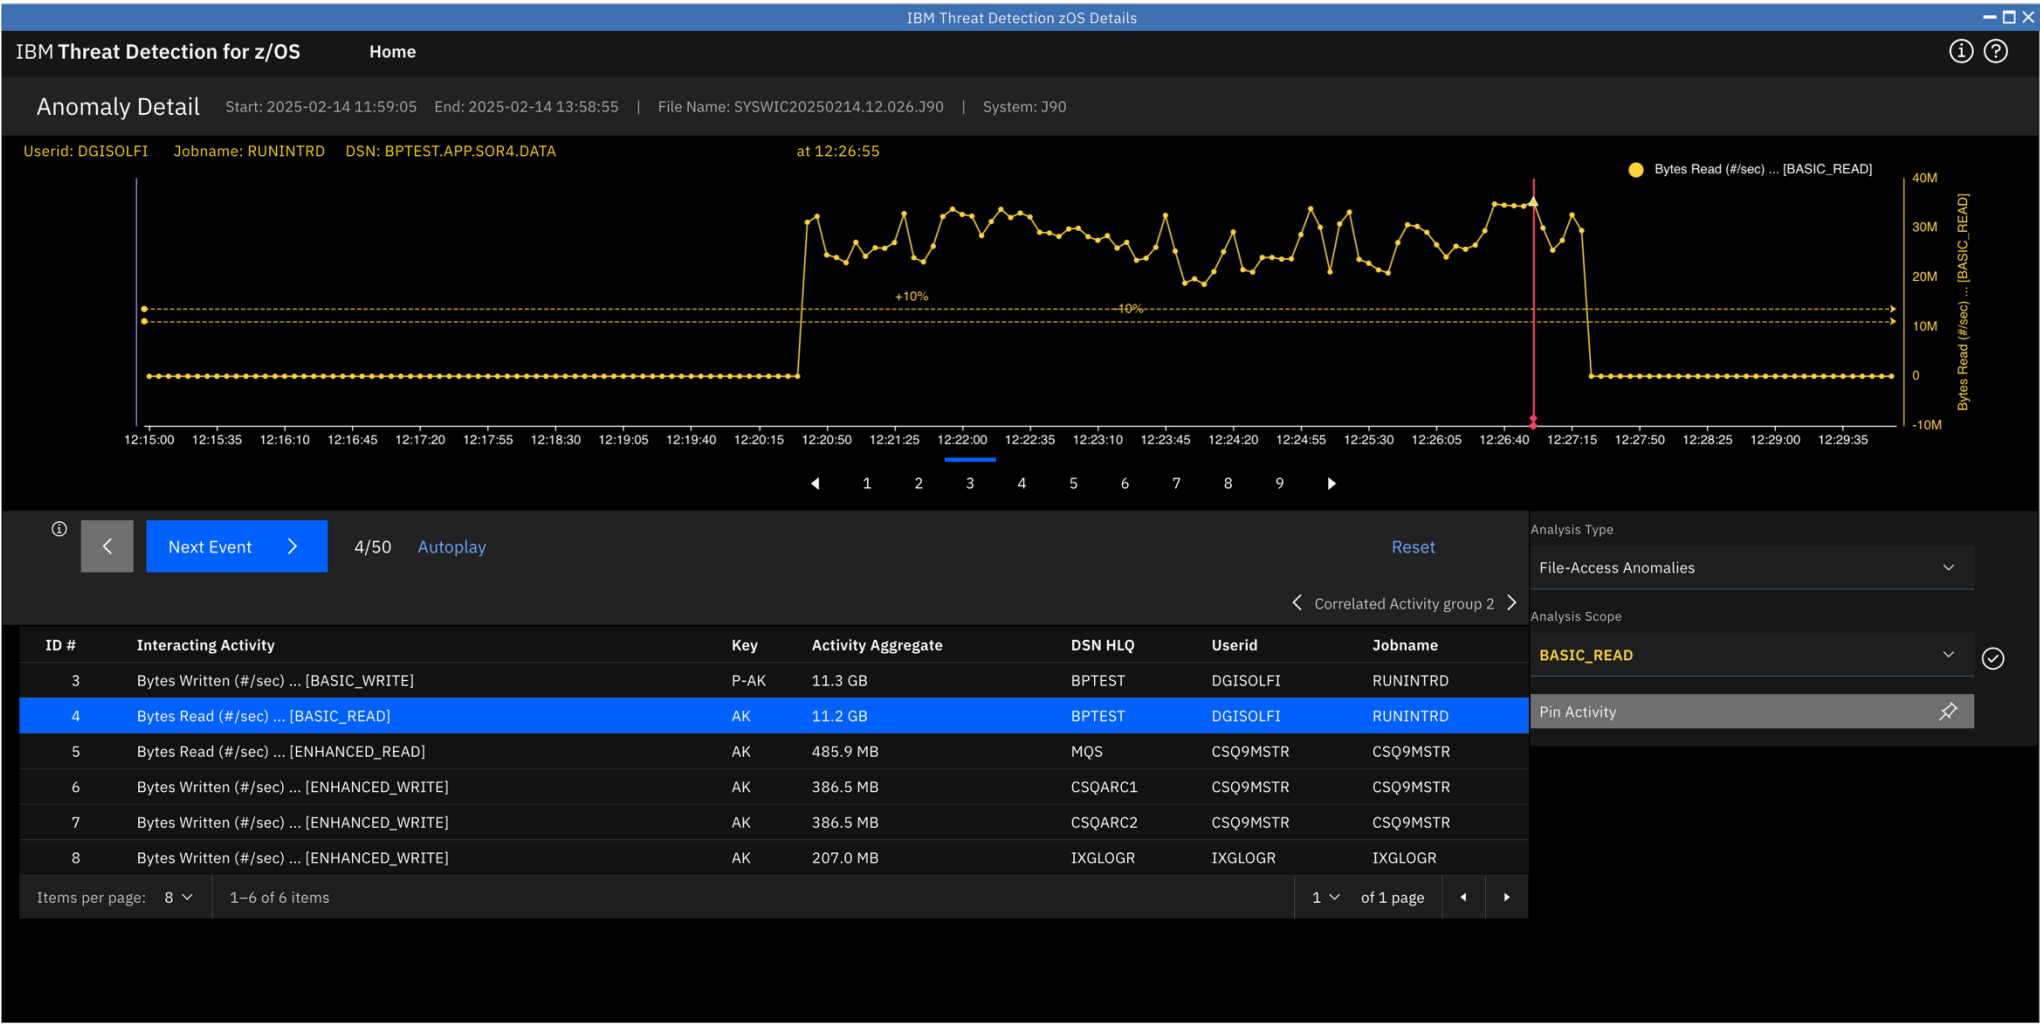 IBM Threat Detection zOS Details
IBM Threat Detection for z/OS Home
Anomaly Detail Start: 2025-02-14 11:59:05 End: 2025-02-14 13:58:55 | File Name: SYSWIC20250214.12.026.J90 | System: J90
Userid: DGISOLFI Jobname: RUNINTRD DSN: BPTEST.APP.SOR4.DATA at 12:26:55
Bytes Read (#/sec) ... [BASIC_READ]
40M
30M
20M
10M
0
-10M
Bytes Read (#/sec) ... [BASIC_READ]
+10%
-10%
12:15:00 12:15:35 12:16:10 12:16:45 12:17:20 12:17:55 12:18:30 12:19:05 12:19:40 12:20:15 12:20:50 12:21:25 12:22:00 12:22:35 12:23:10 12:23:45 12:24:20 12:24:55 12:25:30 12:26:05 12:26:40 12:27:15 12:27:50 12:28:25 12:29:00 12:29:35
1 2 3 4 5 6 7 8 9
Next Event 4/50 Autoplay Reset
Correlated Activity group 2
ID # Interacting Activity Key Activity Aggregate DSN HLQ Userid Jobname
3 Bytes Written (#/sec) ... [BASIC_WRITE] P-AK 11.3 GB BPTEST DGISOLFI RUNINTRD
4 Bytes Read (#/sec) ... [BASIC_READ] AK 11.2 GB BPTEST DGISOLFI RUNINTRD
5 Bytes Read (#/sec) ... [ENHANCED_READ] AK 485.9 MB MQS CSQ9MSTR CSQ9MSTR
6 Bytes Written (#/sec) ... [ENHANCED_WRITE] AK 386.5 MB CSQARC1 CSQ9MSTR CSQ9MSTR
7 Bytes Written (#/sec) ... [ENHANCED_WRITE] AK 386.5 MB CSQARC2 CSQ9MSTR CSQ9MSTR
8 Bytes Written (#/sec) ... [ENHANCED_WRITE] AK 207.0 MB IXGLOGR IXGLOGR IXGLOGR
Items per page: 8 1–6 of 6 items 1 of 1 page
Analysis Type
File-Access Anomalies
Analysis Scope
BASIC_READ
Pin Activity